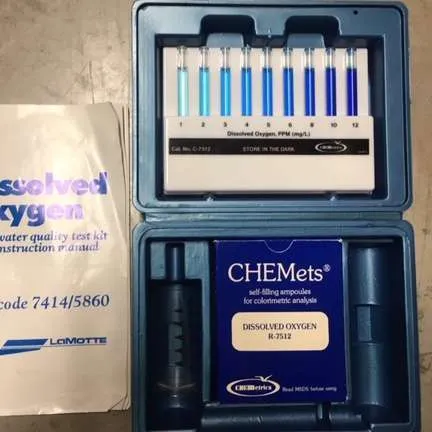 1 2 3 4 5 6 8 10 12
Dissolved Oxygen, PPM (mg/L)
Cat. No. C-7512 STORE IN THE DARK CHEMetrics
ssolved
xygen
water quality test kit
nstruction manual
code 7414/5860
LaMOTTE
CHEMets®
self-filling ampoules
for colorimetric analysis
DISSOLVED OXYGEN
R-7512
CHEMetrics Read MSDS before using